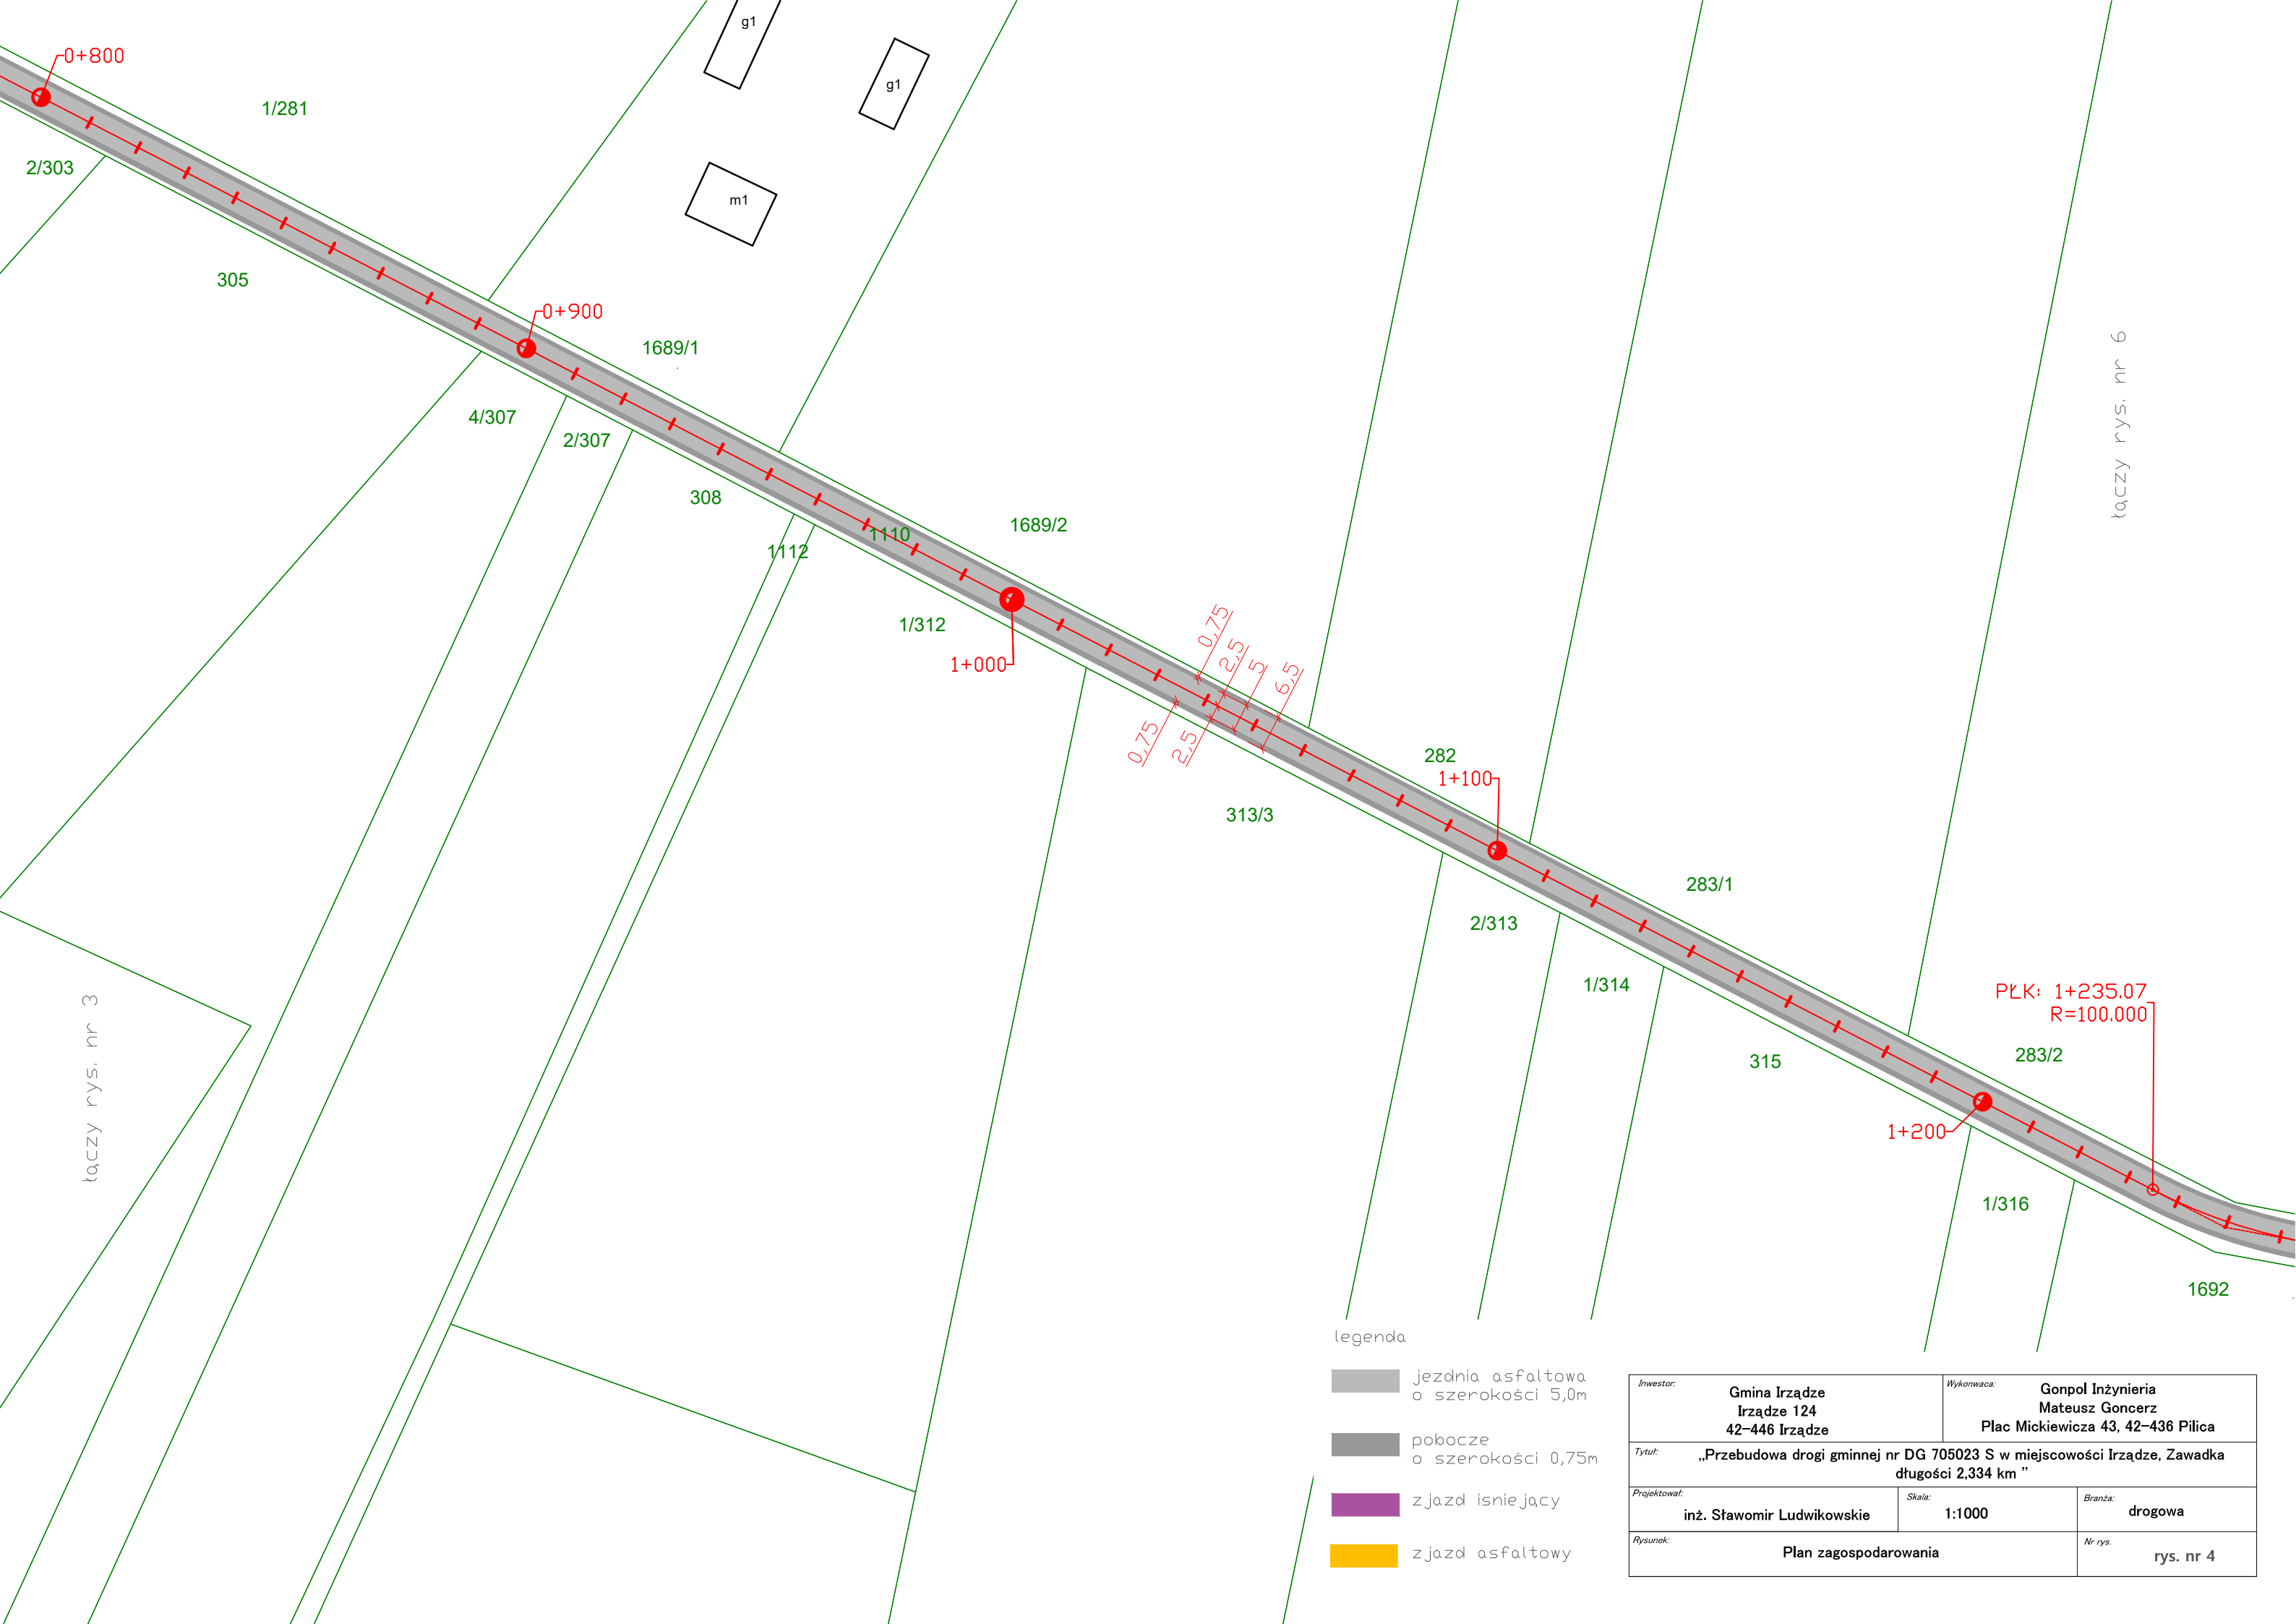 g1
0+800
g1
1/281
2/303
m1
305
0+900
1689/1
4/307
2/307
308
1110
1689/2
1112
1/312
1+000
0,75
2,5
5
6,5
0,75
2,5
łączy rys. nr 6
282
1+100
313/3
283/1
2/313
1/314
PŁK: 1+235.07
R=100.000
łączy rys. nr 3
315
283/2
1+200
1/316
1692
legenda
jezdnia asfaltowa
o szerokości 5,0m
pobocze
o szerokości 0,75m
zjazd isniejący
zjazd asfaltowy
Inwestor:
Gmina Irządze
Irządze 124
42-446 Irządze
Wykonwaca:
Gonpol Inżynieria
Mateusz Goncerz
Plac Mickiewicza 43, 42-436 Pilica
Tytuł:
„Przebudowa drogi gminnej nr DG 705023 S w miejscowości Irządze, Zawadka
długości 2,334 km ”
Projektował:
inż. Sławomir Ludwikowskie
Skala:
1:1000
Branża:
drogowa
Rysunek:
Plan zagospodarowania
Nr rys.
rys. nr 4